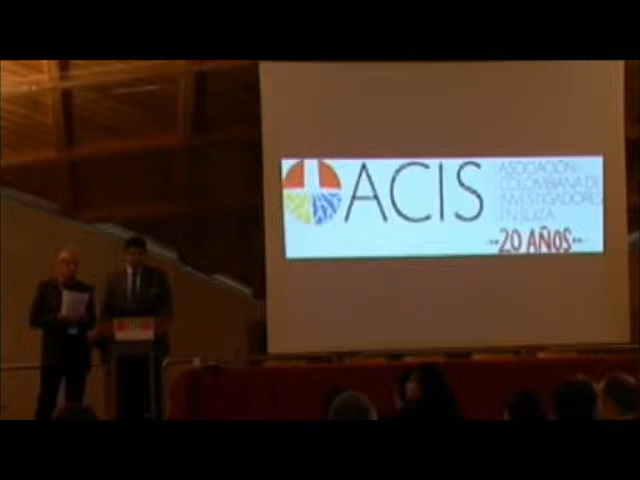 ACIS
ASOCIACIÓN
COLOMBIANA DE
INVESTIGADORES
EN SUIZA
--20 AÑOS--